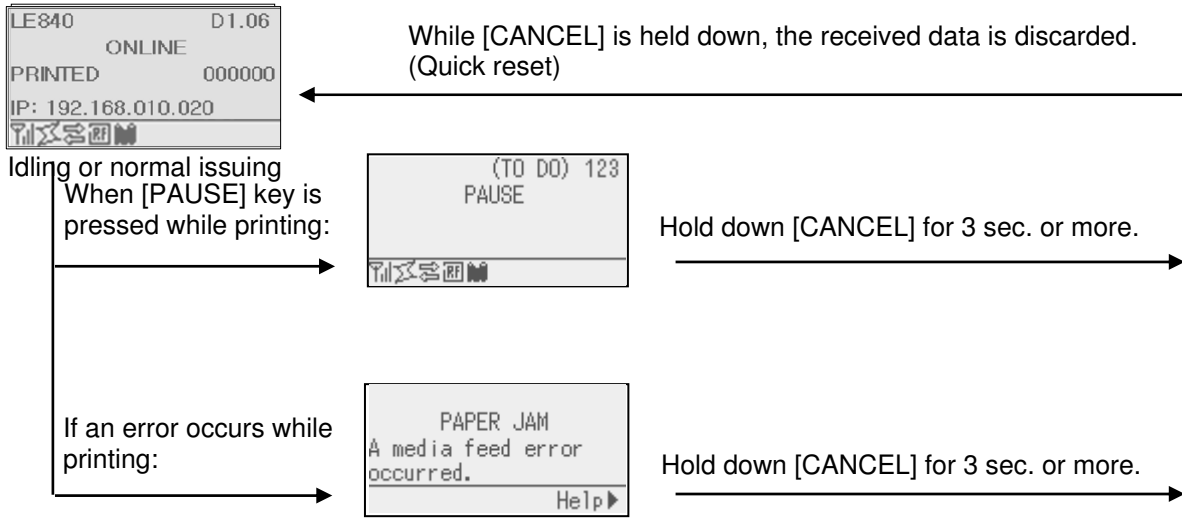 LE840 D1.06
ONLINE
PRINTED 000000
IP: 192.168.010.020
RF
Idling or normal issuing
While [CANCEL] is held down, the received data is discarded.
(Quick reset)
When [PAUSE] key is
pressed while printing:
(TO DO) 123
PAUSE
RF
Hold down [CANCEL] for 3 sec. or more.
If an error occurs while
printing:
PAPER JAM
A media feed error
occurred.
Help
Hold down [CANCEL] for 3 sec. or more.